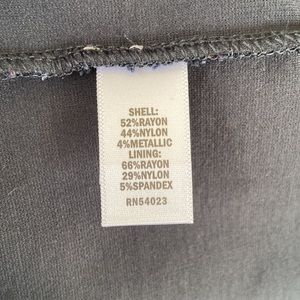 SHELL:
52%RAYON
44%NYLON
4%METALLIC
LINING:
66%RAYON
29%NYLON
5%SPANDEX
RN54023